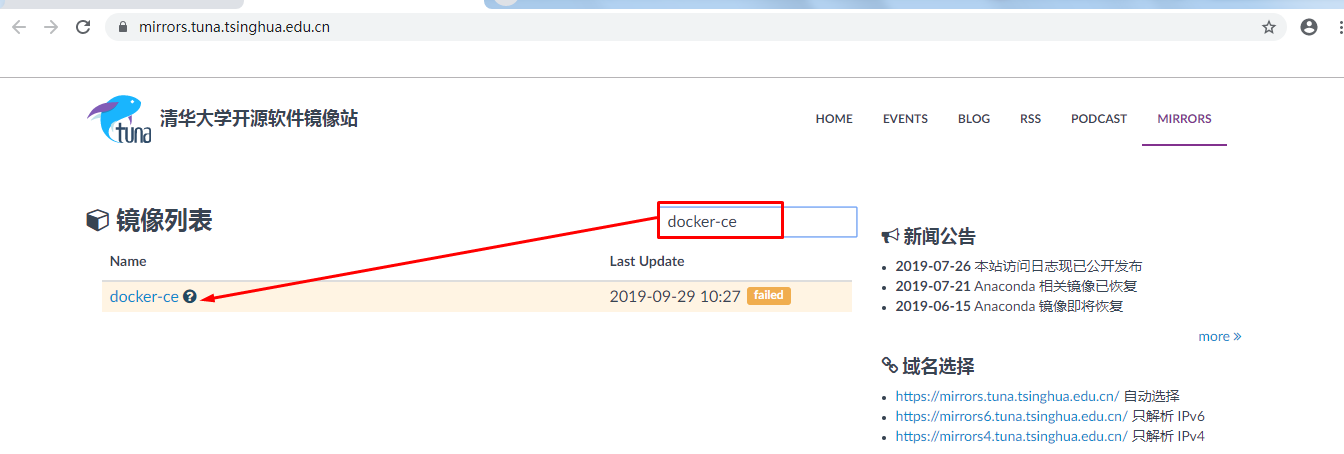 mirrors.tuna.tsinghua.edu.cn
tuna
清华大学开源软件镜像站
HOME EVENTS BLOG RSS PODCAST MIRRORS
镜像列表
docker-ce
Name Last Update
docker-ce 2019-09-29 10:27 failed
新闻公告
2019-07-26 本站访问日志现已公开发布
2019-07-21 Anaconda 相关镜像已恢复
2019-06-15 Anaconda 镜像即将恢复
more »
域名选择
https://mirrors.tuna.tsinghua.edu.cn/ 自动选择
https://mirrors6.tuna.tsinghua.edu.cn/ 只解析 IPv6
https://mirrors4.tuna.tsinghua.edu.cn/ 只解析 IPv4